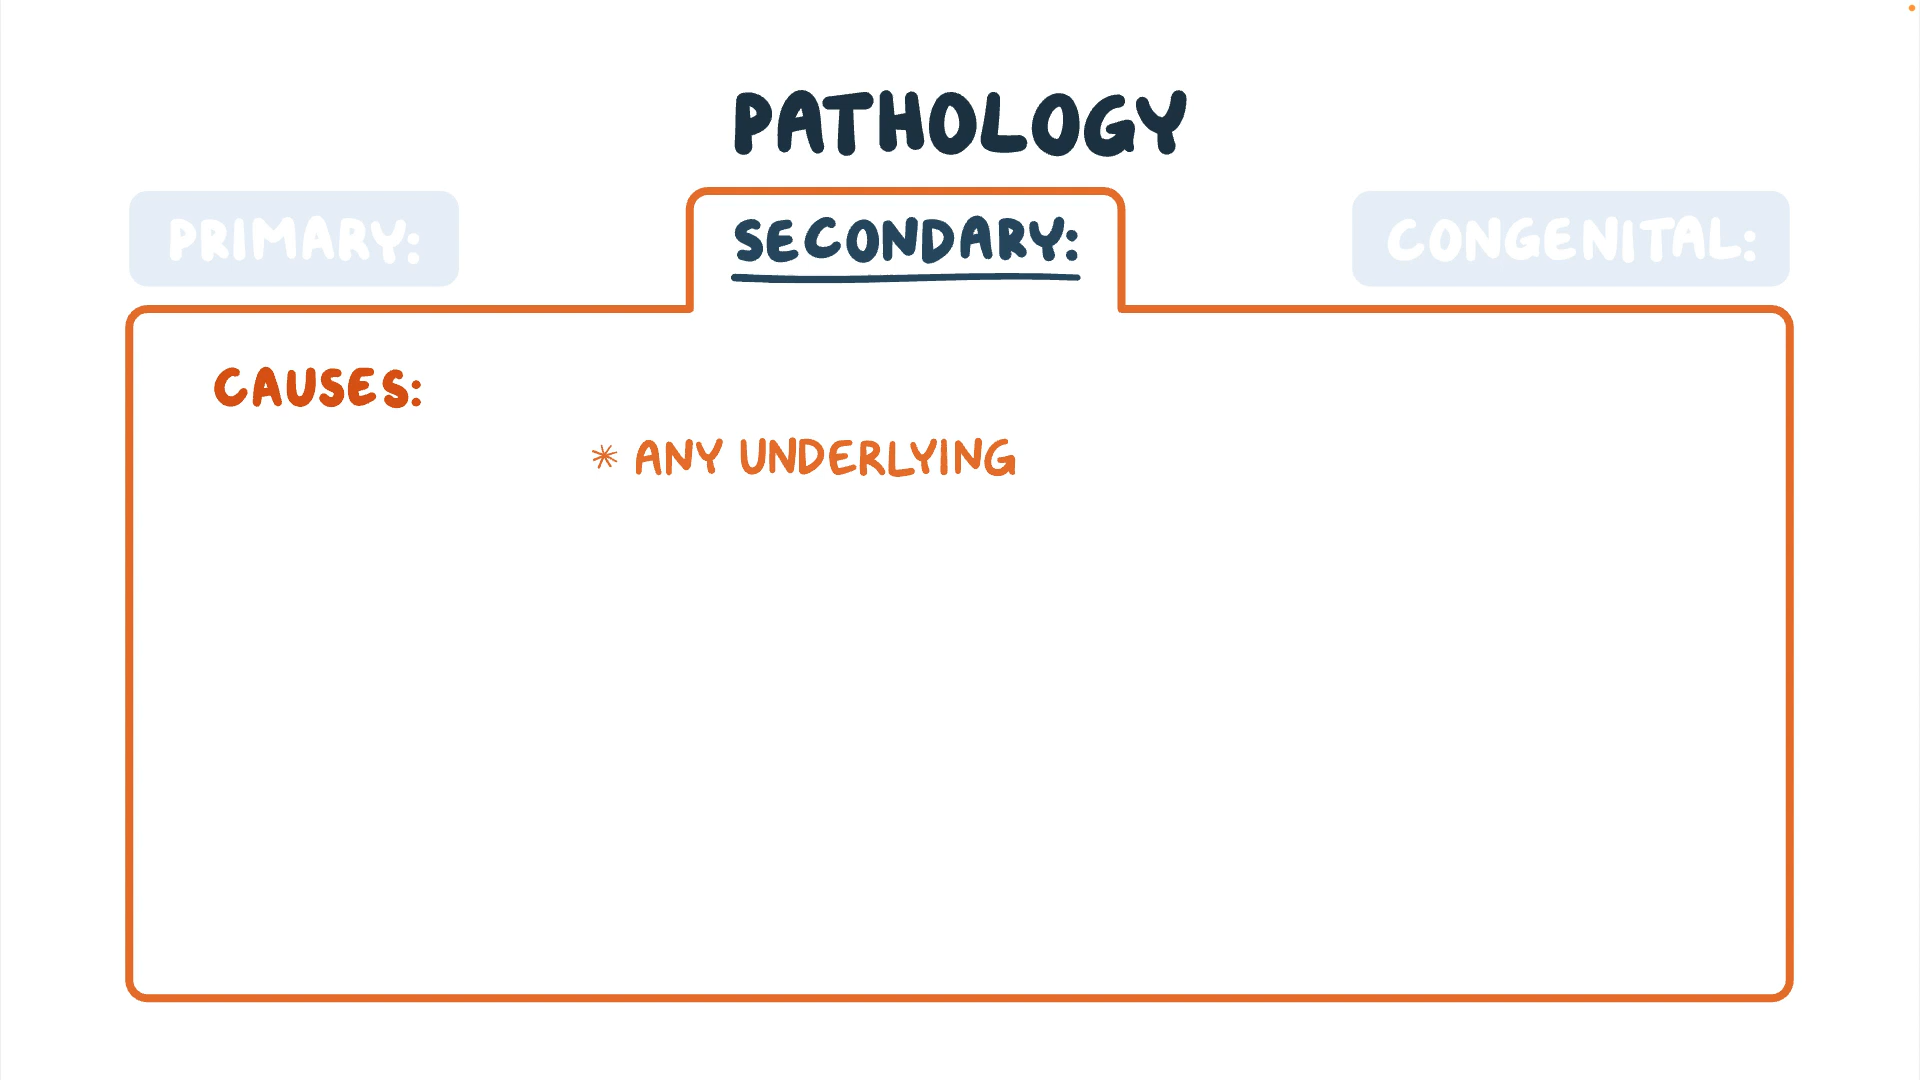 PATHOLOGY
PRIMARY:
SECONDARY:
CONGENITAL:
CAUSES:
* ANY UNDERLYING